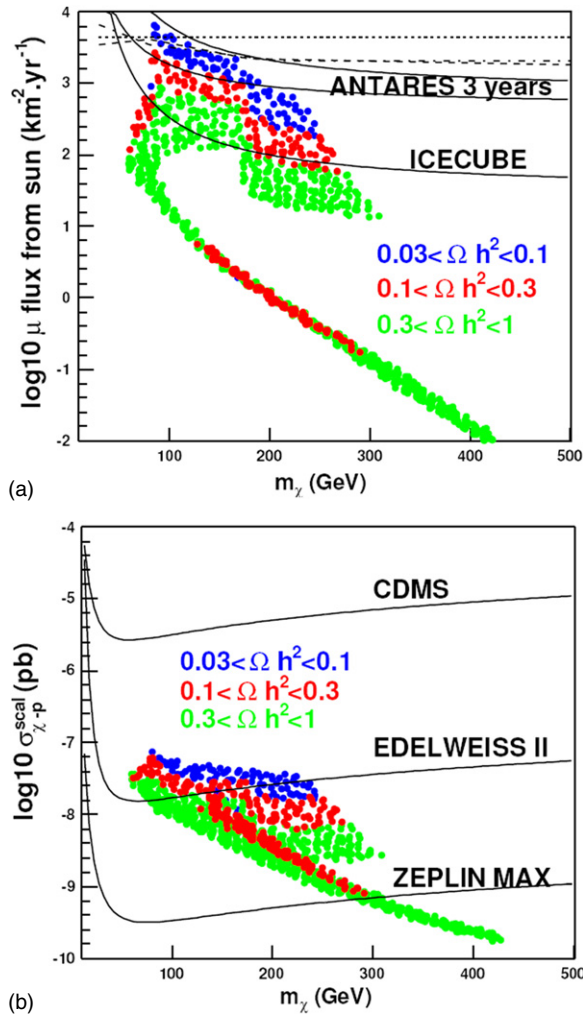 4
3
2
1
0
-1
-2
log10 μ flux from sun (km⁻².yr⁻¹)
ANTARES 3 years
ICECUBE
0.03< Ω h²<0.1
0.1< Ω h²<0.3
0.3< Ω h²<1
100 200 300 400 500
mχ (GeV)
(a)
-4
-5
-6
-7
-8
-9
-10
log10 σ^scal_χ-p (pb)
CDMS
0.03< Ω h²<0.1
0.1< Ω h²<0.3
0.3< Ω h²<1
EDELWEISS II
ZEPLIN MAX
100 200 300 400 500
mχ (GeV)
(b)